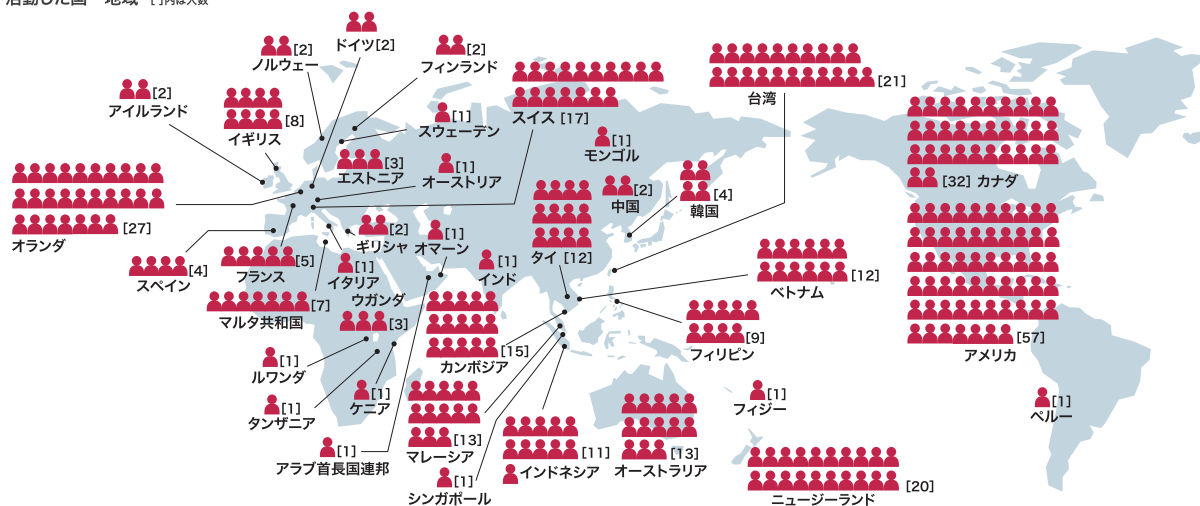 活動した国・地域 [ ]内は人数
[2]
ドイツ[2]
[2]
ノルウェー
フィンランド
[21]
台湾
[2]
アイルランド
[8]
イギリス
[1]
スウェーデン
スイス [17]
[1]
モンゴル
[3]
エストニア
[1]
オーストリア
[2]
中国
[4]
韓国
[32] カナダ
[27]
オランダ
[4]
スペイン
[5]
フランス
[2]
ギリシャ
[1]
オマーン
[1]
インド
タイ [12]
[12]
ベトナム
[1]
イタリア
[7]
マルタ共和国
ウガンダ
[3]
[15]
カンボジア
[9]
フィリピン
[57]
アメリカ
[1]
ルワンダ
[1]
タンザニア
[1]
ケニア
[1]
アラブ首長国連邦
[13]
マレーシア
[1]
シンガポール
[11]
インドネシア
[13]
オーストラリア
[1]
フィジー
[20]
ニュージーランド
[1]
ペルー